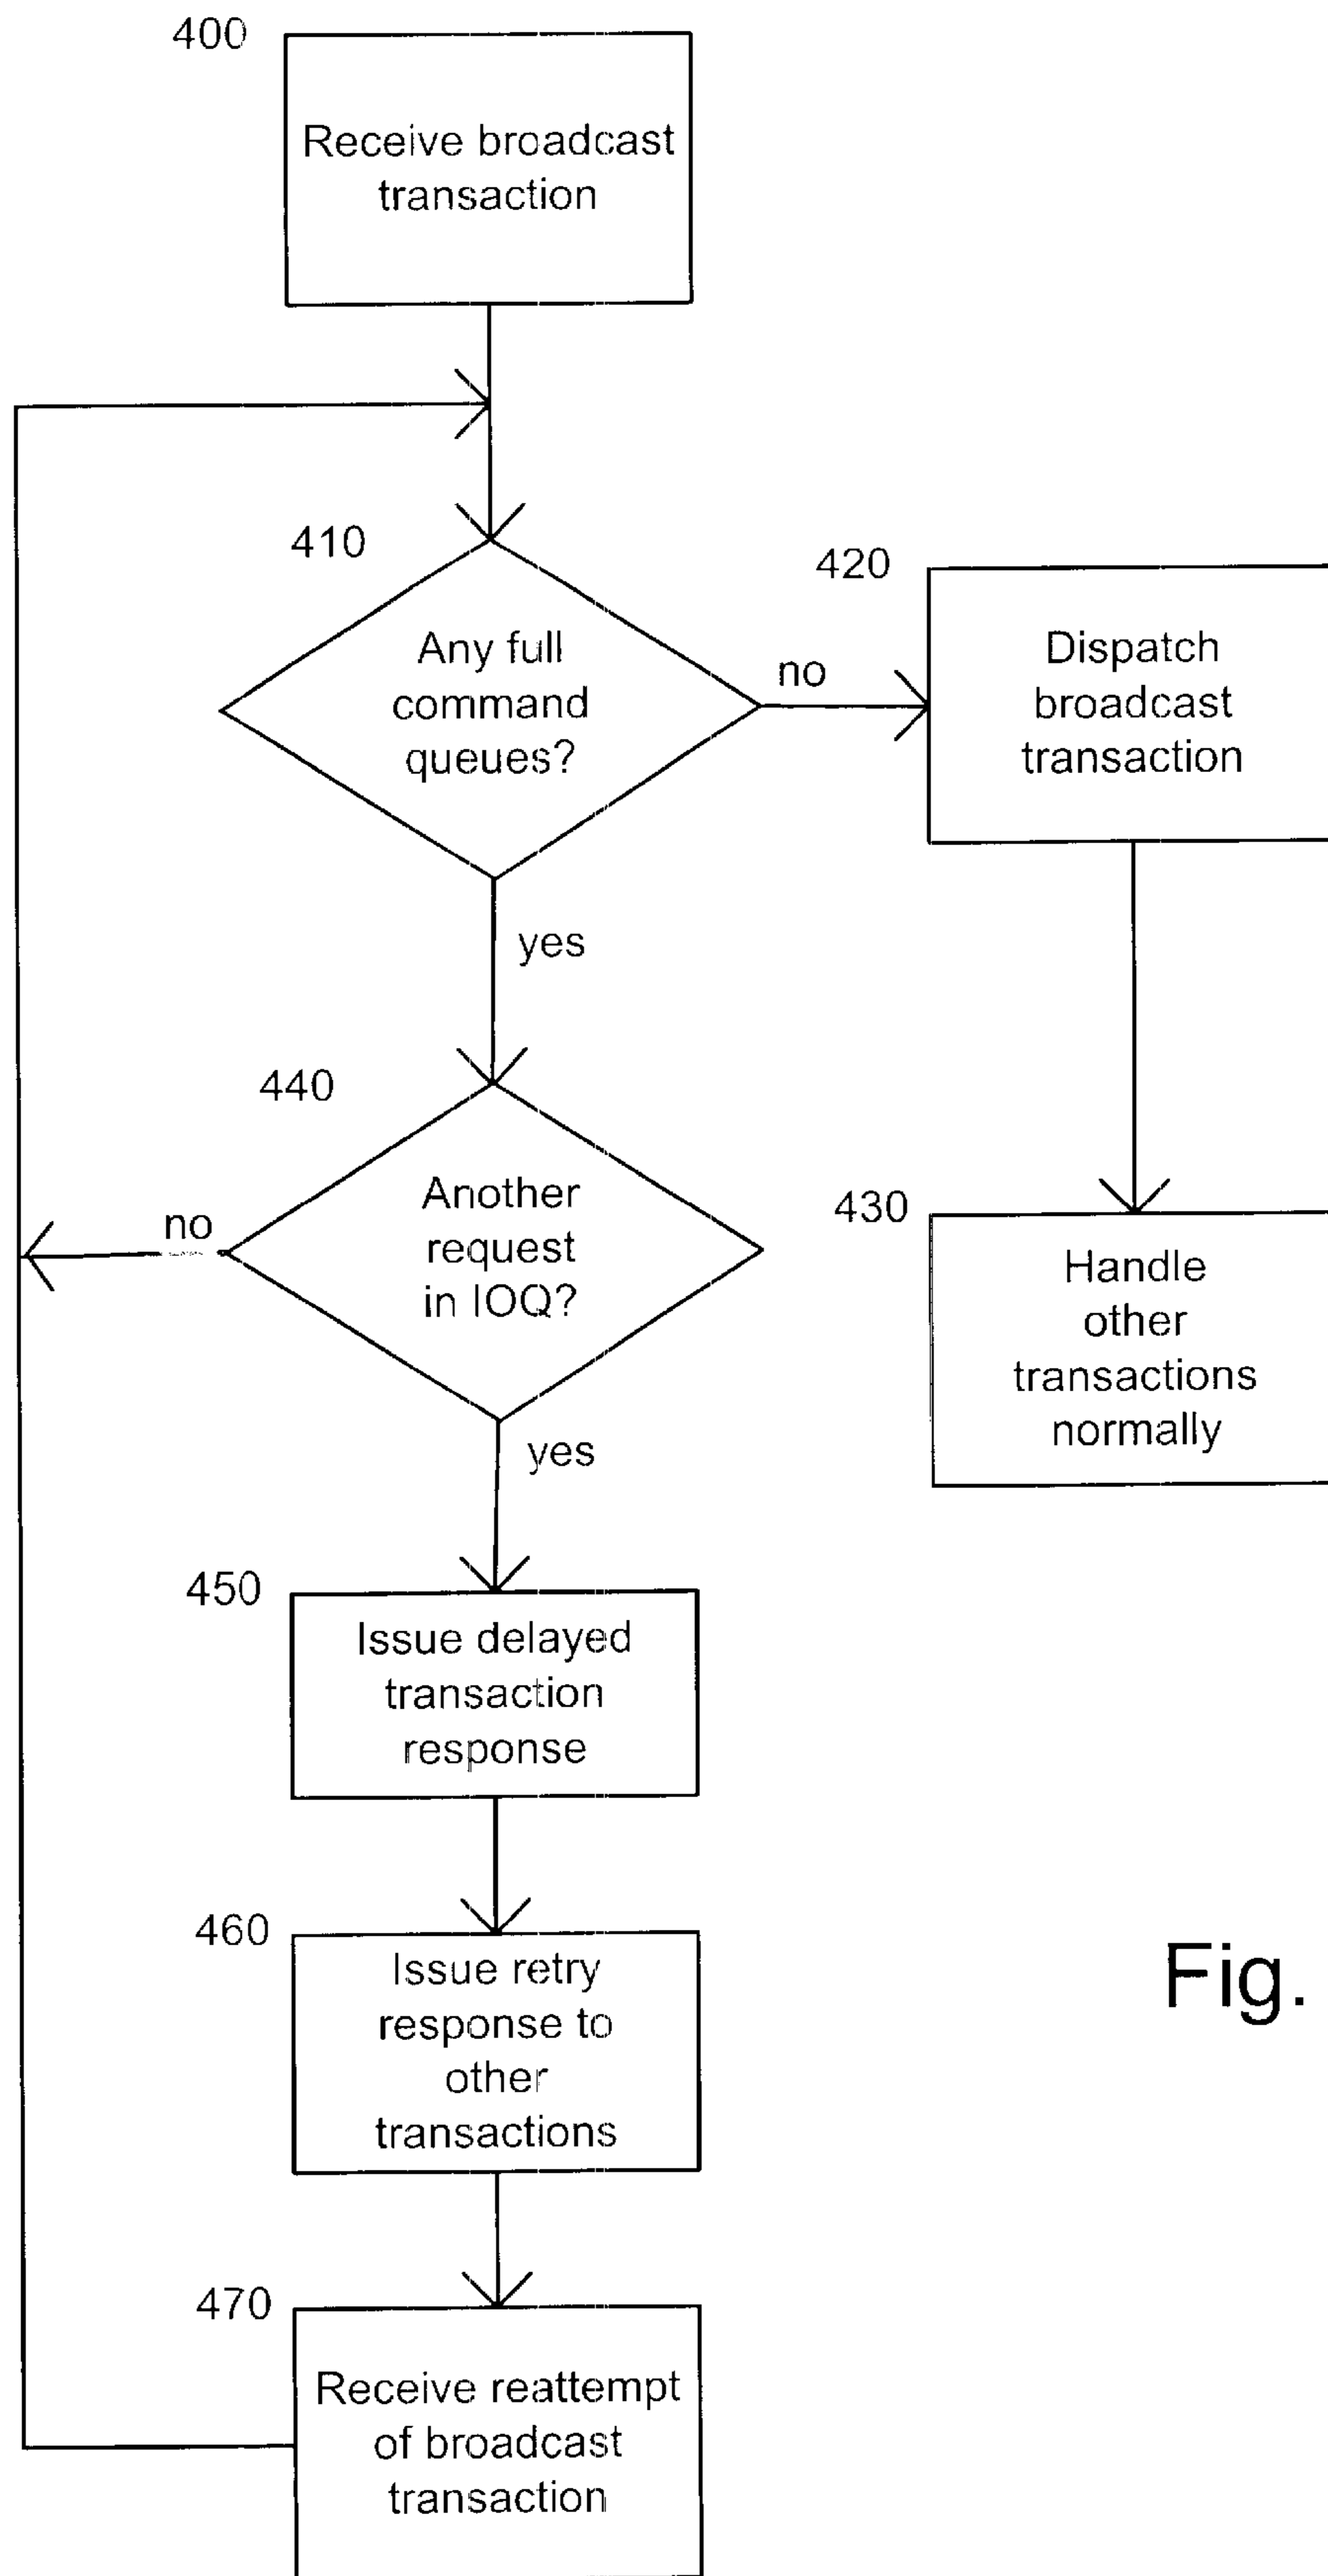 400
Receive broadcast
transaction
410
Any full
command
queues?
no
420
Dispatch
broadcast
transaction
yes
440
Another
request
in IOQ?
no
430
Handle
other
transactions
normally
yes
450
Issue delayed
transaction
response
460
Issue retry
response to
other
transactions
Fig.
470
Receive reattempt
of broadcast
transaction